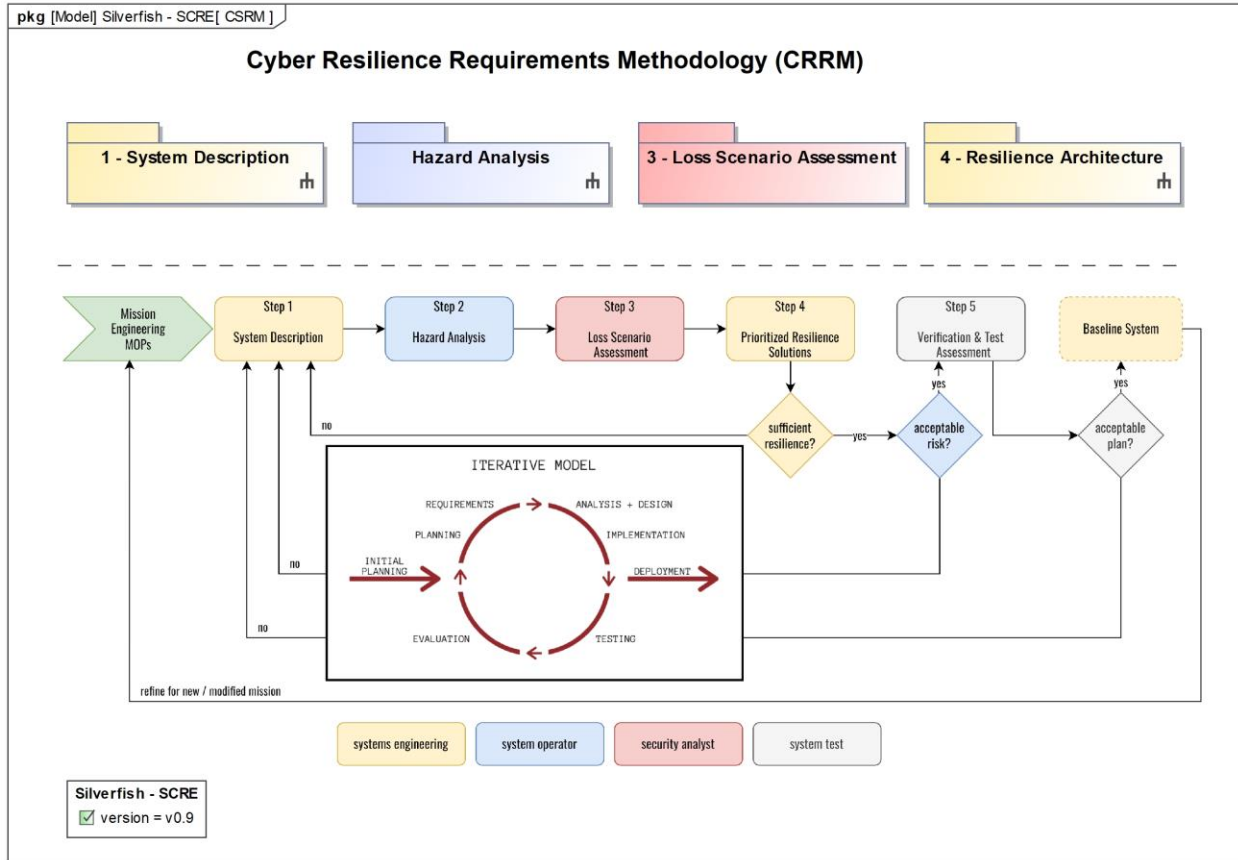 pkg [Model] Silverfish - SCRE[ CSRM ]
Cyber Resilience Requirements Methodology (CRRM)
1 - System Description
Hazard Analysis
3 - Loss Scenario Assessment
4 - Resilience Architecture
Mission
Engineering
MOPs
Step 1
System Description
Step 2
Hazard Analysis
Step 3
Loss Scenario
Assessment
Step 4
Prioritized Resilience
Solutions
Step 5
Verification & Test
Assessment
Baseline System
yes
yes
sufficient
resilience?
yes
acceptable
risk?
acceptable
plan?
no
no
no
ITERATIVE MODEL
REQUIREMENTS
ANALYSIS + DESIGN
PLANNING
IMPLEMENTATION
INITIAL
PLANNING
DEPLOYMENT
EVALUATION
TESTING
refine for new / modified mission
systems engineering
system operator
security analyst
system test
Silverfish - SCRE
version = v0.9